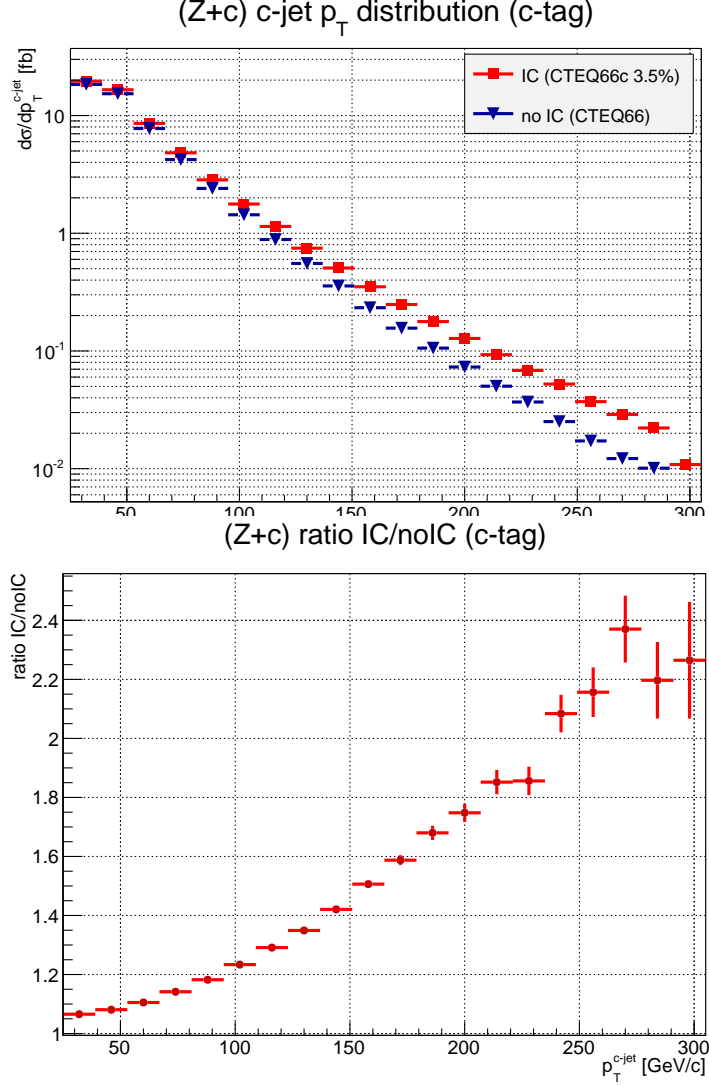 (Z+c) c-jet p_T distribution (c-tag)
dσ/dp_T^{c-jet} [fb]
IC (CTEQ66c 3.5%)
no IC (CTEQ66)
10
1
10^{-1}
10^{-2}
50 100 150 200 250 300
(Z+c) ratio IC/noIC (c-tag)
ratio IC/noIC
2.4
2.2
2
1.8
1.6
1.4
1.2
1
50 100 150 200 250 300
p_T^{c-jet} [GeV/c]